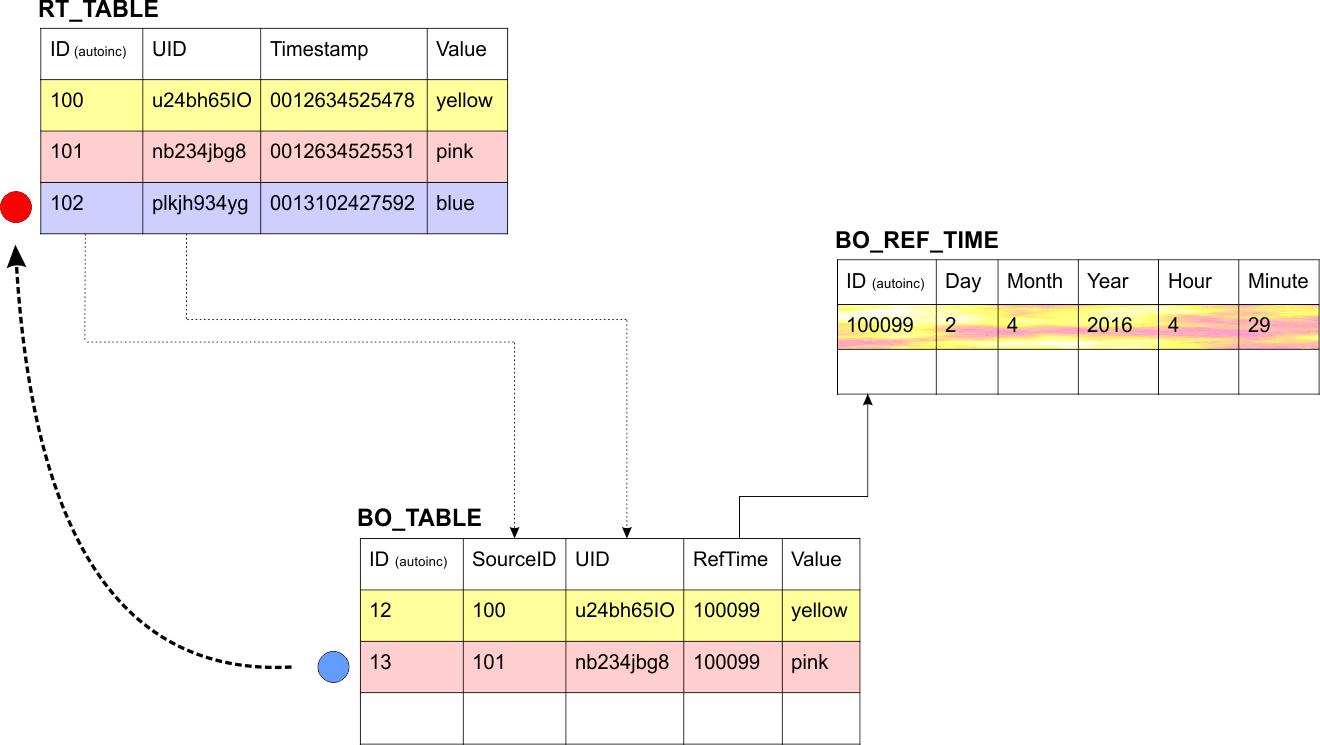 RT_TABLE
ID (autoinc) UID Timestamp Value
100 u24bh65IO 0012634525478 yellow
101 nb234jbg8 0012634525531 pink
102 plkjh934yg 0013102427592 blue
BO_REF_TIME
ID (autoinc) Day Month Year Hour Minute
100099 2 4 2016 4 29
BO_TABLE
ID (autoinc) SourceID UID RefTime Value
12 100 u24bh65IO 100099 yellow
13 101 nb234jbg8 100099 pink